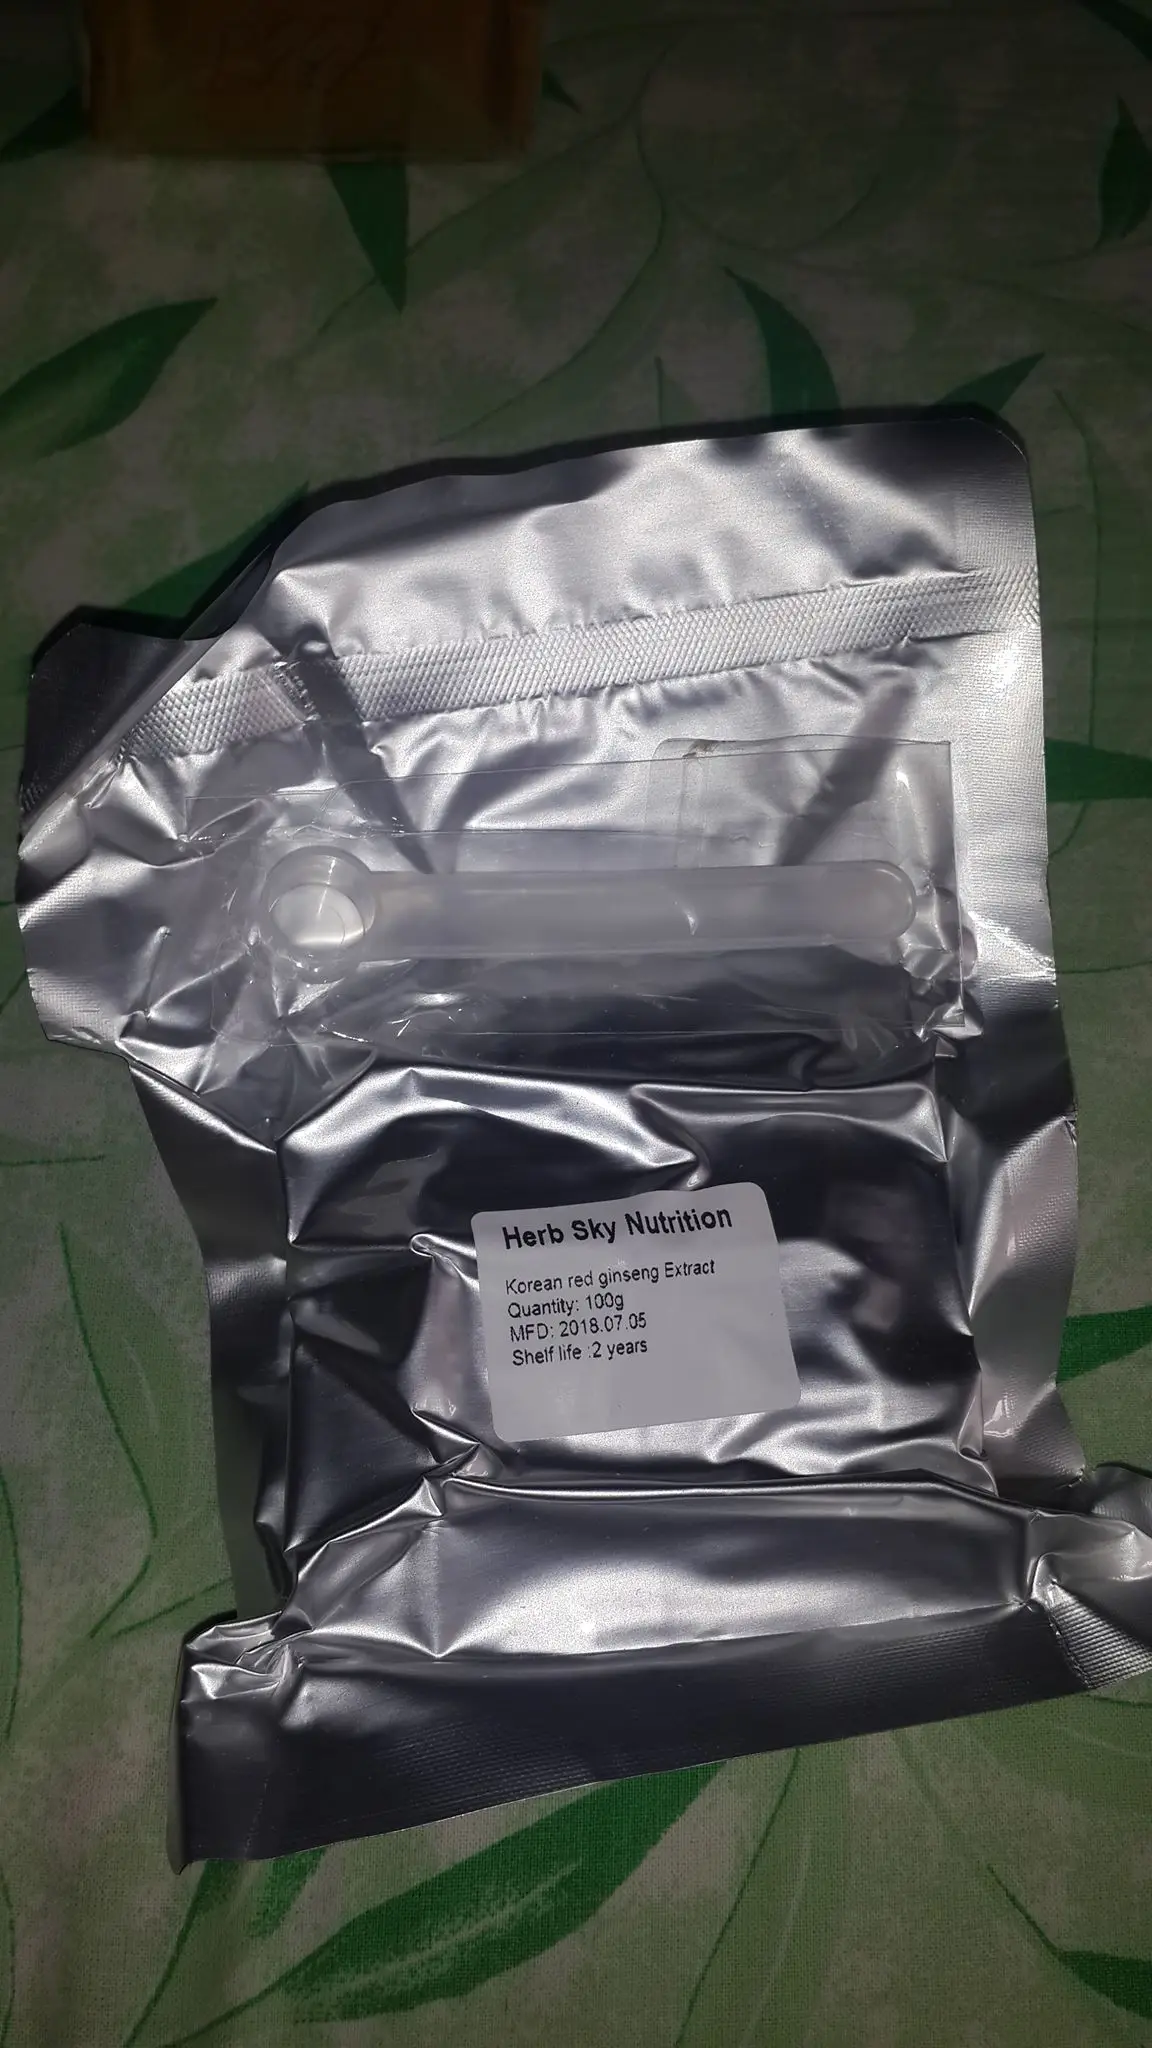 Herb Sky Nutrition
Korean red ginseng Extract
Quantity: 100g
MFD: 2018.07.05
Shelf life :2 years